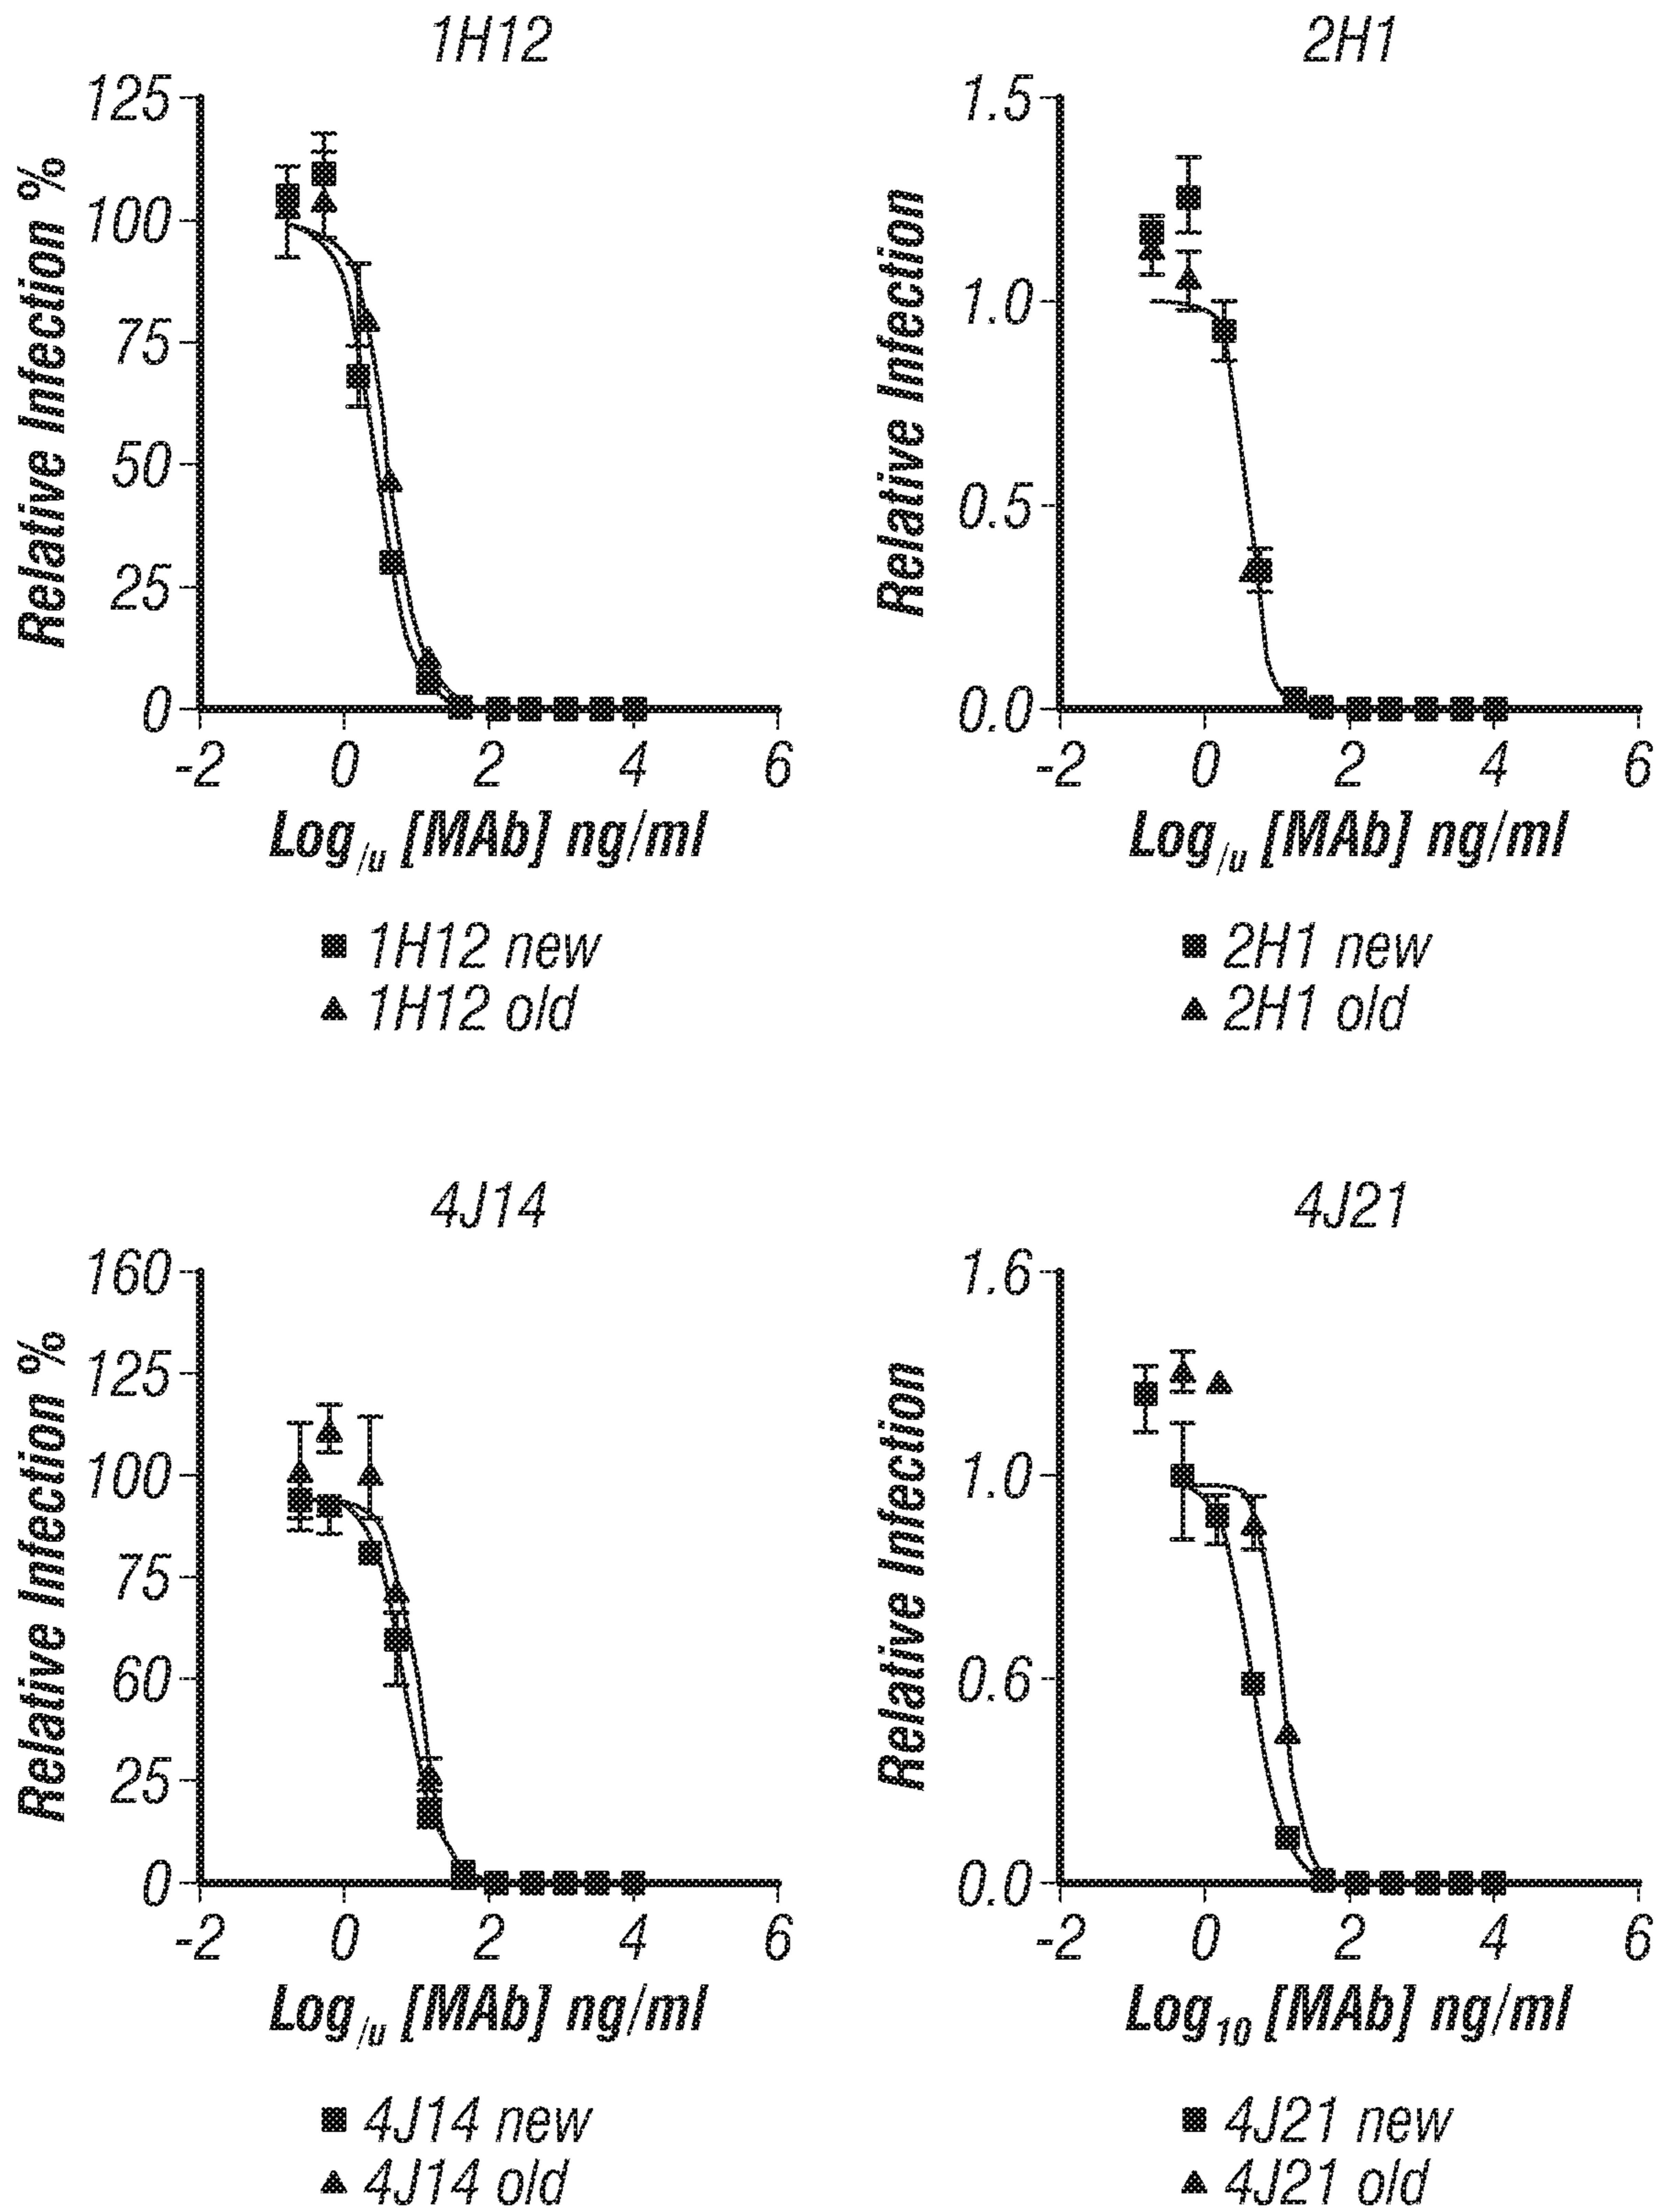 1H12
125
100
75
50
25
0
-2 0 2 4 6
Relative Infection %
Log/u [MAb] ng/ml
1H12 new
1H12 old
2H1
1.5
1.0
0.5
0.0
-2 0 2 4 6
Relative Infection
Log/u [MAb] ng/ml
2H1 new
2H1 old
4J14
160
125
100
75
60
25
0
-2 0 2 4 6
Relative Infection %
Log/u [MAb] ng/ml
4J14 new
4J14 old
4J21
1.6
1.0
0.6
0.0
-2 0 2 4 6
Relative Infection
Log10 [MAb] ng/ml
4J21 new
4J21 old